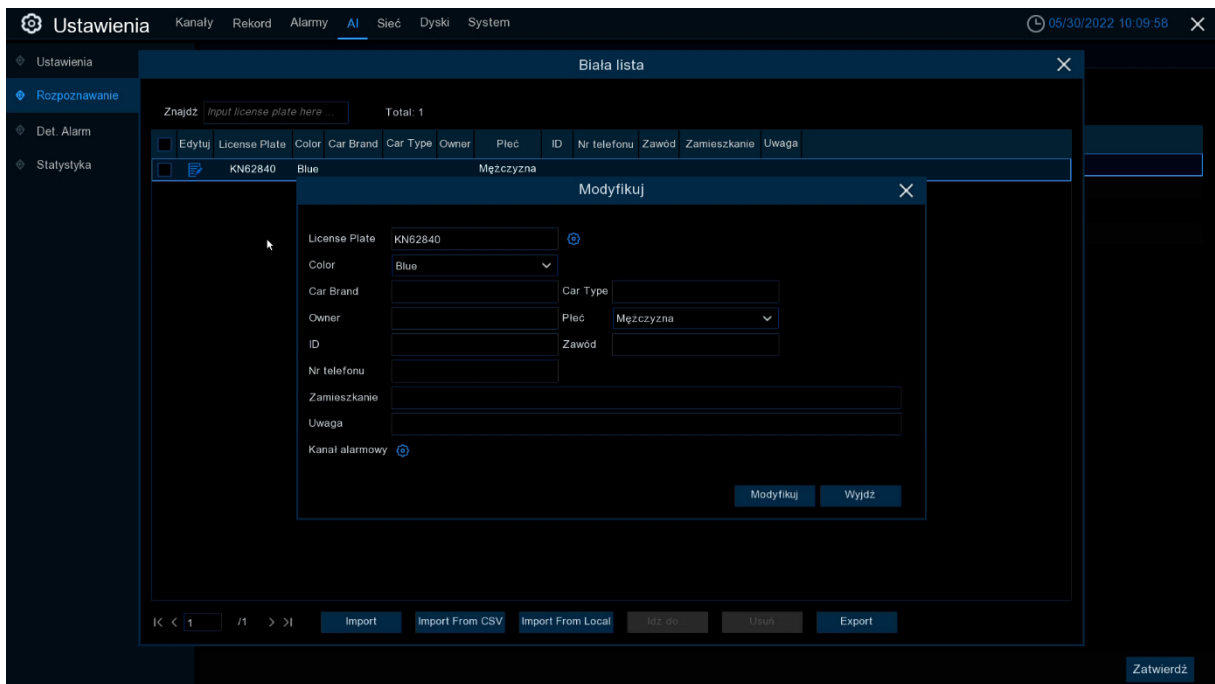 Ustawienia Kanały Rekord Alarmy AI Sieć Dyski System 05/30/2022 10:09:58
Ustawienia
Rozpoznawanie
Det. Alarm
Statystyka
Biała lista
Znajdż Input license plate here ... Total: 1
Edytuj License Plate Color Car Brand Car Type Owner Płeć ID Nr telefonu Zawód Zamieszkanie Uwaga
KN62840 Blue Mężczyzna
Modyfikuj
License Plate KN62840
Color Blue
Car Brand Car Type
Owner Płeć Mężczyzna
ID Zawód
Nr telefonu
Zamieszkanie
Uwaga
Kanał alarmowy
Modyfikuj Wyjdż
1 /1 Import Import From CSV Import From Local Idź do... Usuń Export
Zatwierdż